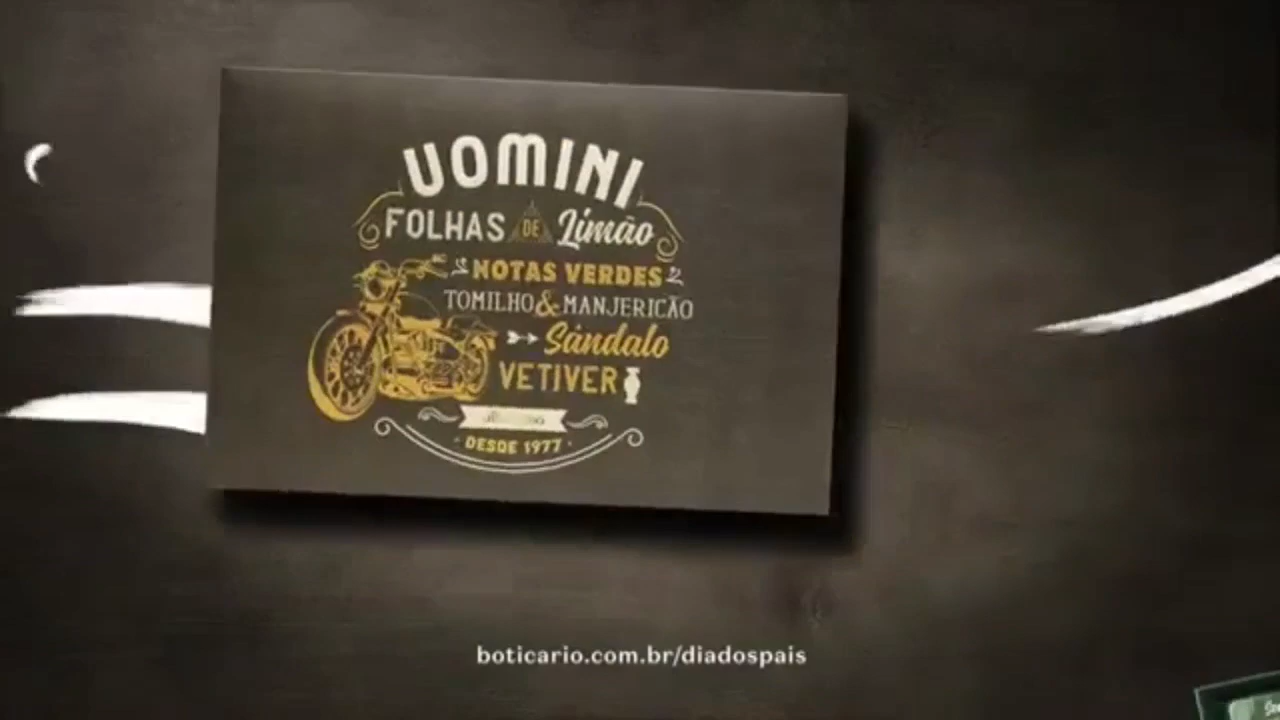 UOMINI
FOLHAS DE Limão
NOTAS VERDES
TOMILHO & MANJERICÃO
Sândalo
VETIVER
DESDE 1977
boticario.com.br/diadospais